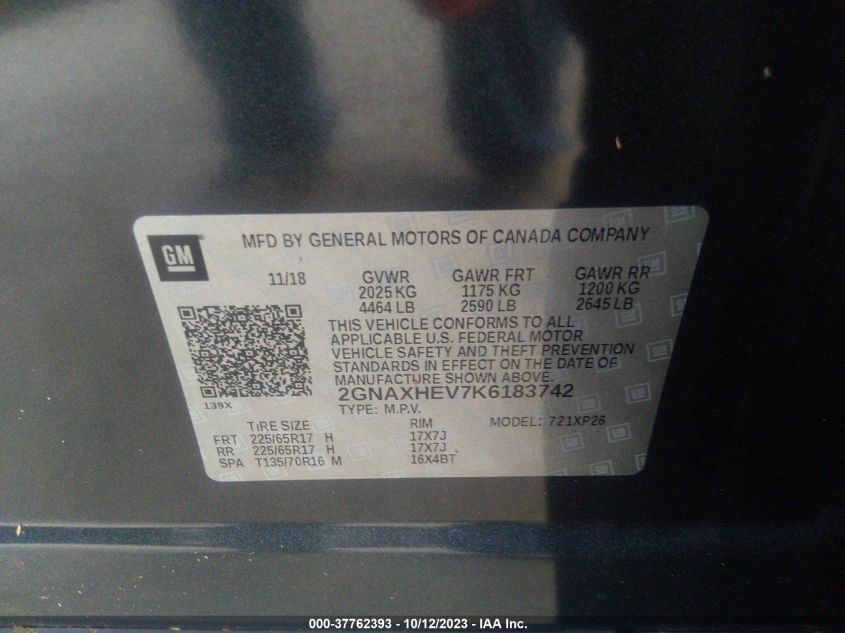 GM
MFD BY GENERAL MOTORS OF CANADA COMPANY
11/18 GVWR GAWR FRT GAWR RR
2025 KG 1175 KG 1200 KG
4464 LB 2590 LB 2645 LB
THIS VEHICLE CONFORMS TO ALL
APPLICABLE U.S. FEDERAL MOTOR
VEHICLE SAFETY AND THEFT PREVENTION
STANDARDS IN EFFECT ON THE DATE OF
MANUFACTURE SHOWN ABOVE.
139X 2GNAXHEV7K6183742
TYPE: M.P.V.
TIRE SIZE RIM MODEL: 721XP26
FRT 225/65R17 H 17X7J
RR 225/65R17 H 17X7J
SPA T135/70R16 M 16X4BT
000-37762393 - 10/12/2023 - IAA Inc.